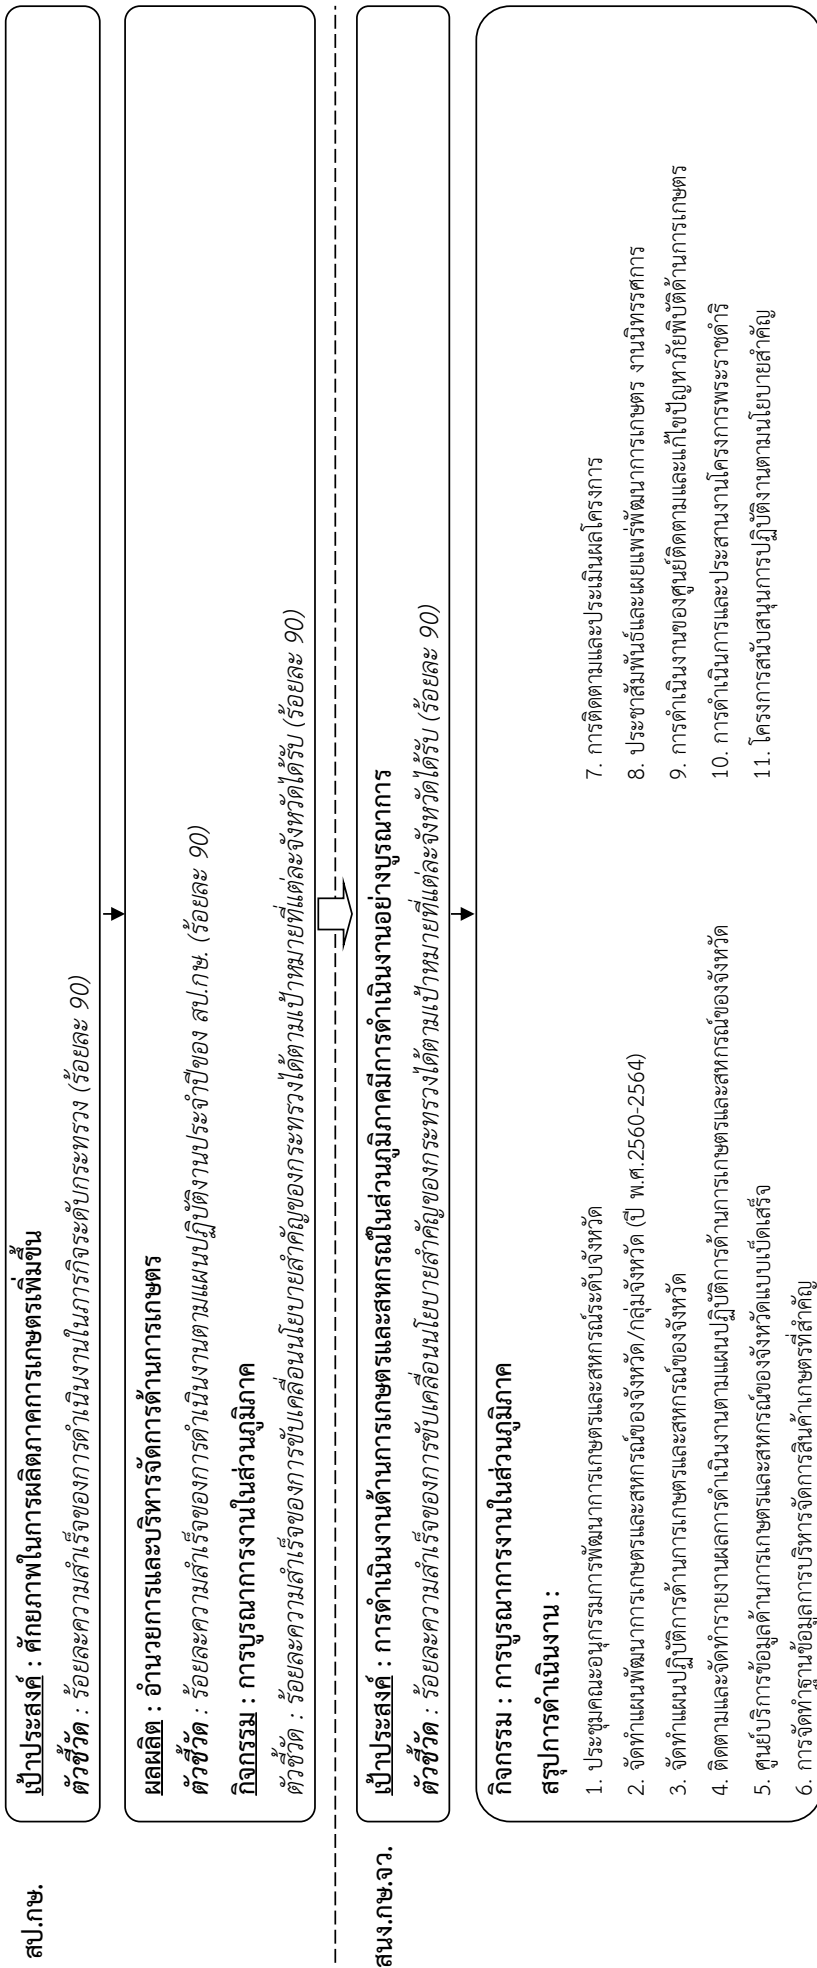 สป.กษ.
เป้าประสงค์ : ศักยภาพในการผลิตภาคการเกษตรเพิ่มขึ้น
ตัวชี้วัด : ร้อยละความสำเร็จของการดำเนินงานในภารกิจระดับกระทรวง (ร้อยละ 90)
ผลผลิต : อำนวยการและบริหารจัดการด้านการเกษตร
ตัวชี้วัด : ร้อยละความสำเร็จของการดำเนินงานตามแผนปฏิบัติงานประจำปีของ สป.กษ. (ร้อยละ 90)
กิจกรรม : การบูรณาการงานในส่วนภูมิภาค
ตัวชี้วัด : ร้อยละความสำเร็จของการขับเคลื่อนนโยบายสำคัญของกระทรวงได้ตามเป้าหมายที่แต่ละจังหวัดได้รับ (ร้อยละ 90)
สนง.กษ.จว.
เป้าประสงค์ : การดำเนินงานด้านการเกษตรและสหกรณ์ในส่วนภูมิภาคมีการดำเนินงานอย่างบูรณาการ
ตัวชี้วัด : ร้อยละความสำเร็จของการขับเคลื่อนนโยบายสำคัญของกระทรวงได้ตามเป้าหมายที่แต่ละจังหวัดได้รับ (ร้อยละ 90)
กิจกรรม : การบูรณาการงานในส่วนภูมิภาค
สรุปการดำเนินงาน :
1. ประชุมคณะอนุกรรมการพัฒนาการเกษตรและสหกรณ์ระดับจังหวัด
2. จัดทำแผนพัฒนาการเกษตรและสหกรณ์ของจังหวัด/กลุ่มจังหวัด (ปี พ.ศ.2560-2564)
3. จัดทำแผนปฏิบัติการด้านการเกษตรและสหกรณ์ของจังหวัด
4. ติดตามและจัดทำรายงานผลการดำเนินงานตามแผนปฏิบัติการด้านการเกษตรและสหกรณ์ของจังหวัด
5. ศูนย์บริการข้อมูลด้านการเกษตรและสหกรณ์ของจังหวัดแบบเบ็ดเสร็จ
6. การจัดทำฐานข้อมูลการบริหารจัดการสินค้าเกษตรที่สำคัญ
7. การติดตามและประเมินผลโครงการ
8. ประชาสัมพันธ์และเผยแพร่พัฒนาการเกษตร งานนิทรรศการ
9. การดำเนินงานของศูนย์ติดตามและแก้ไขปัญหาภัยพิบัติด้านการเกษตร
10. การดำเนินการและประสานงานโครงการพระราชดำริ
11. โครงการสนับสนุนการปฏิบัติงานตามนโยบายสำคัญ